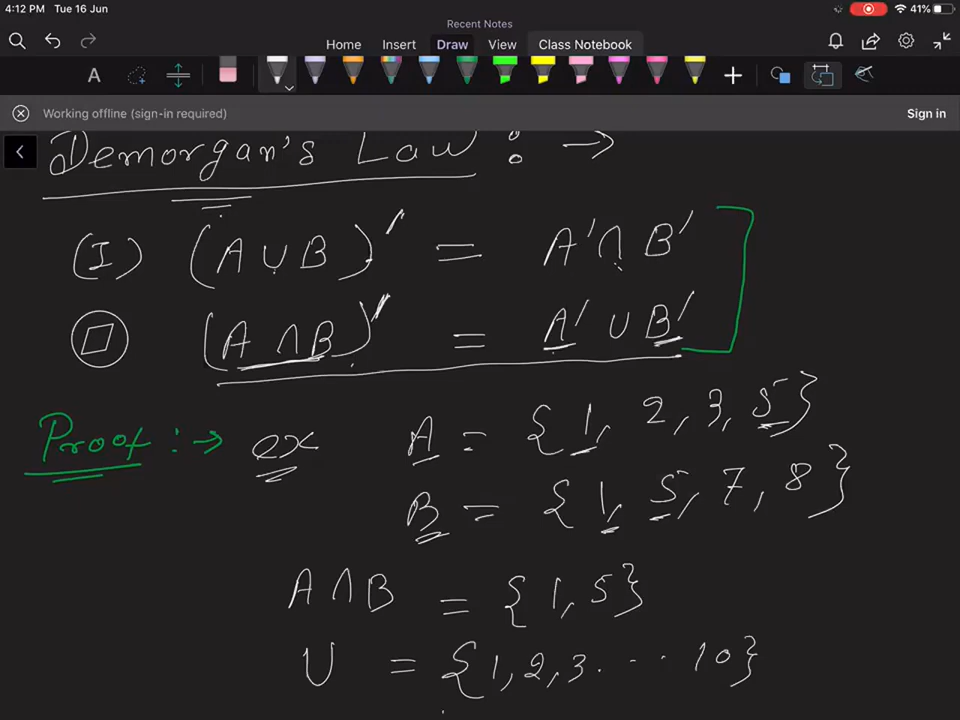 4:12 PM Tue 16 Jun 41%
Recent Notes
Home Insert Draw View Class Notebook
A
Working offline (sign-in required) Sign in
Demorgan's Law : →
(I) (A∪B)' = A'∩B'
(A∩B)' = A'∪B'
Proof :→ ex A = {1, 2, 3, 5}
B = {1, 5, 7, 8}
A∩B = {1, 5}
U = {1, 2, 3. ... 10}